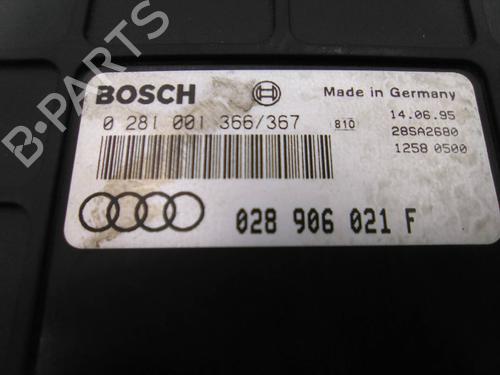 B-PARTS
BOSCH
Made in Germany
0 281 001 366/367
810
14.06.95
28SA2680
1258 0500
028 906 021 F